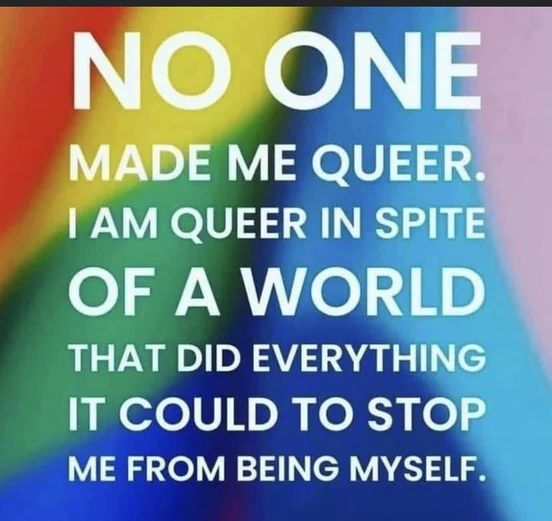 NO ONE
MADE ME QUEER.
I AM QUEER IN SPITE
OF A WORLD
THAT DID EVERYTHING
IT COULD TO STOP
ME FROM BEING MYSELF.